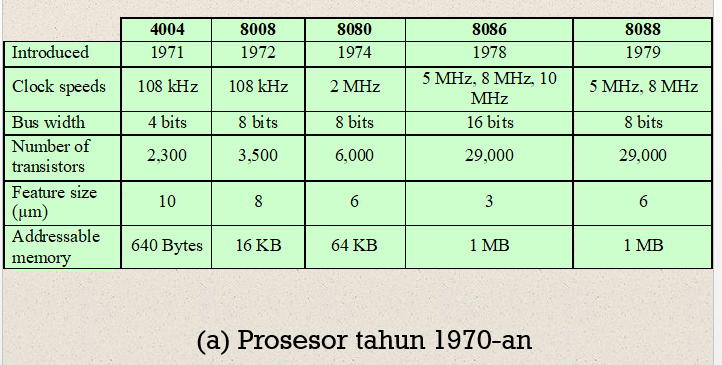 4004 8008 8080 8086 8088
Introduced 1971 1972 1974 1978 1979
Clock speeds 108 kHz 108 kHz 2 MHz 5 MHz, 8 MHz, 10 MHz 5 MHz, 8 MHz
Bus width 4 bits 8 bits 8 bits 16 bits 8 bits
Number of transistors 2,300 3,500 6,000 29,000 29,000
Feature size (µm) 10 8 6 3 6
Addressable memory 640 Bytes 16 KB 64 KB 1 MB 1 MB
(a) Prosesor tahun 1970-an